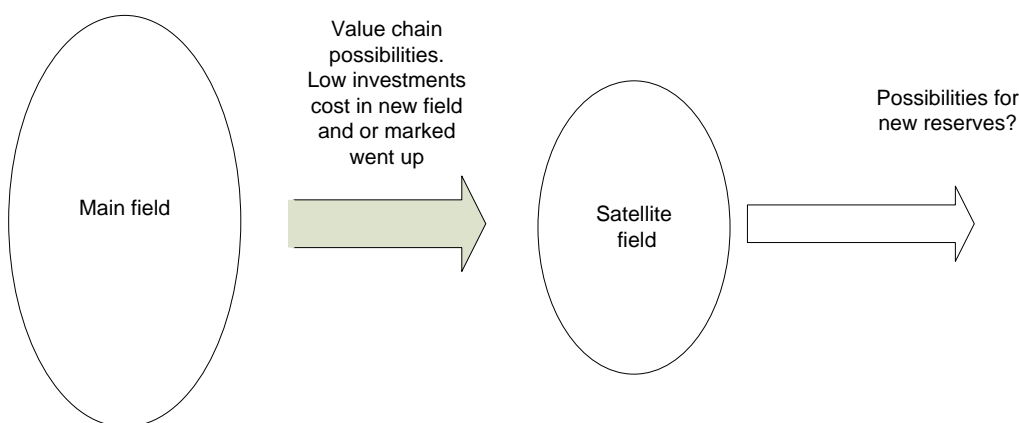 Main field
Value chain
possibilities.
Low investments
cost in new field
and or marked
went up
Satellite
field
Possibilities for
new reserves?